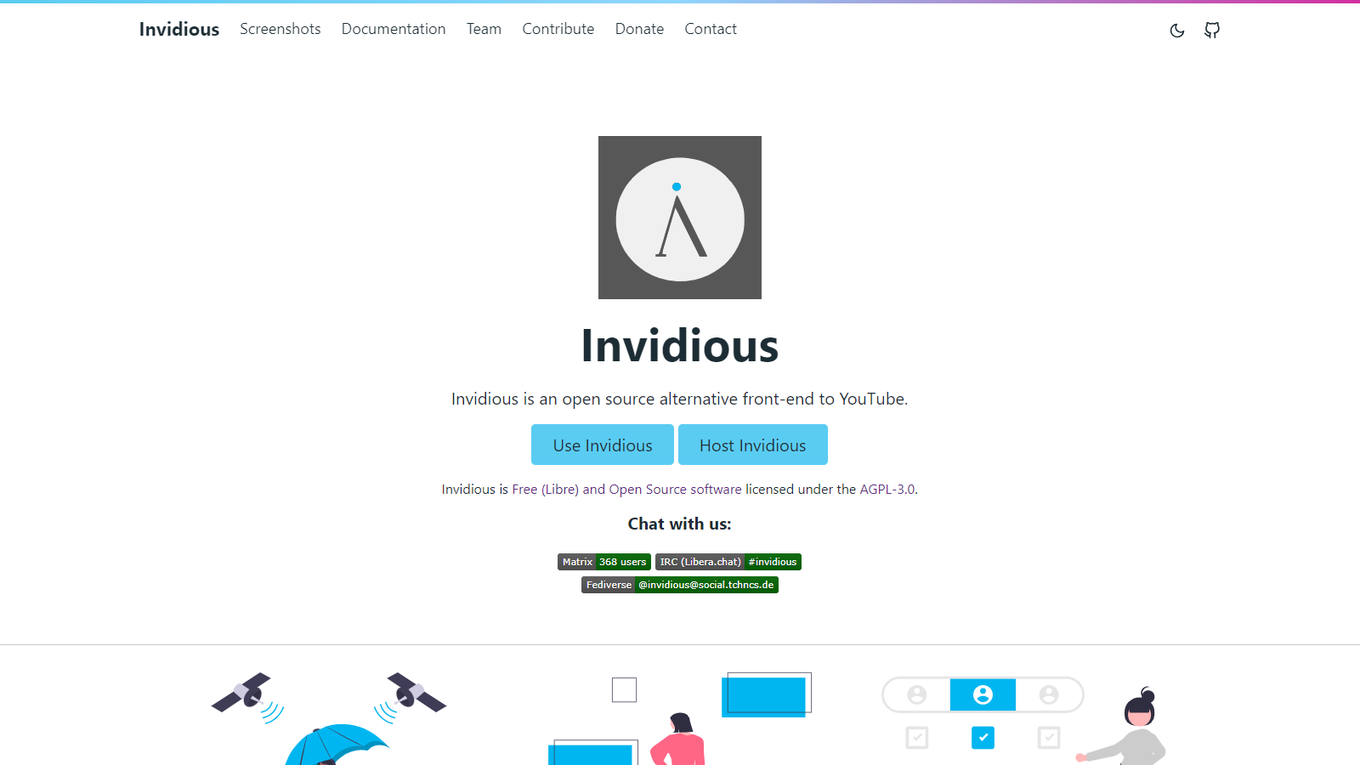 Invidious Screenshots Documentation Team Contribute Donate Contact
Invidious
Invidious is an open source alternative front-end to YouTube.
Use Invidious Host Invidious
Invidious is Free (Libre) and Open Source software licensed under the AGPL-3.0.
Chat with us:
Matrix 368 users IRC (Libera.chat) #invidious
Fediverse @invidious@social.tchncs.de